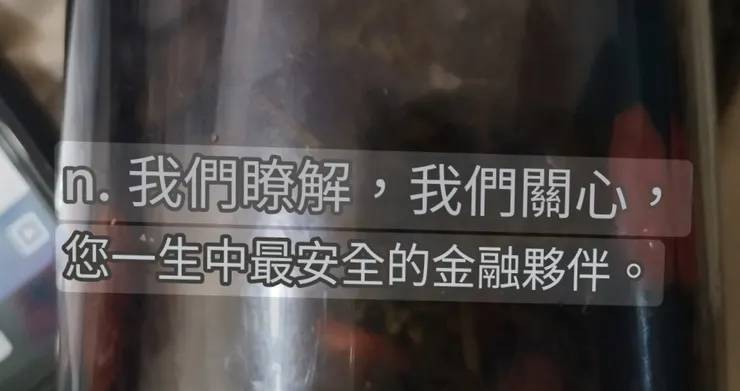 n. 我們瞭解，我們關心，
您一生中最安全的金融夥伴。